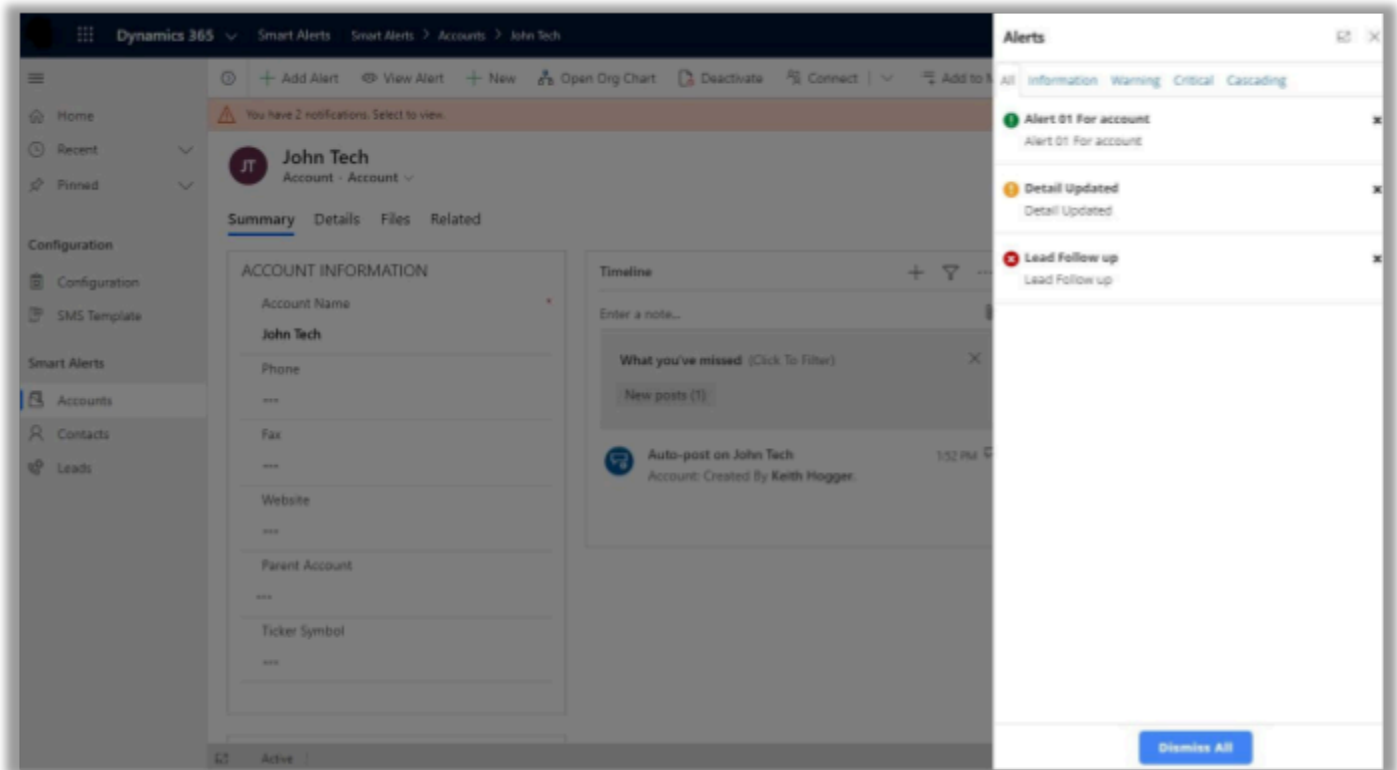 Dynamics 365 Smart Alerts Smart Alerts > Accounts > John Tech
Add Alert View Alert New Open Org Chart Deactivate Connect Add to
You have 2 notifications. Select to view.
Home
Recent
Pinned
Configuration
Configuration
SMS Template
Smart Alerts
Accounts
Contacts
Leads
JT
John Tech
Account · Account
Summary Details Files Related
ACCOUNT INFORMATION
Account Name *
John Tech
Phone
---
Fax
---
Website
---
Parent Account
---
Ticker Symbol
---
Timeline
Enter a note...
What you've missed (Click To Filter)
New posts (1)
Auto-post on John Tech 1:52 PM
Account: Created By Keith Hogger.
Active
Alerts
All Information Warning Critical Cascading
Alert 01 For account
Alert 01 For account
Detail Updated
Detail Updated
Lead Follow up
Lead Follow up
Dismiss All